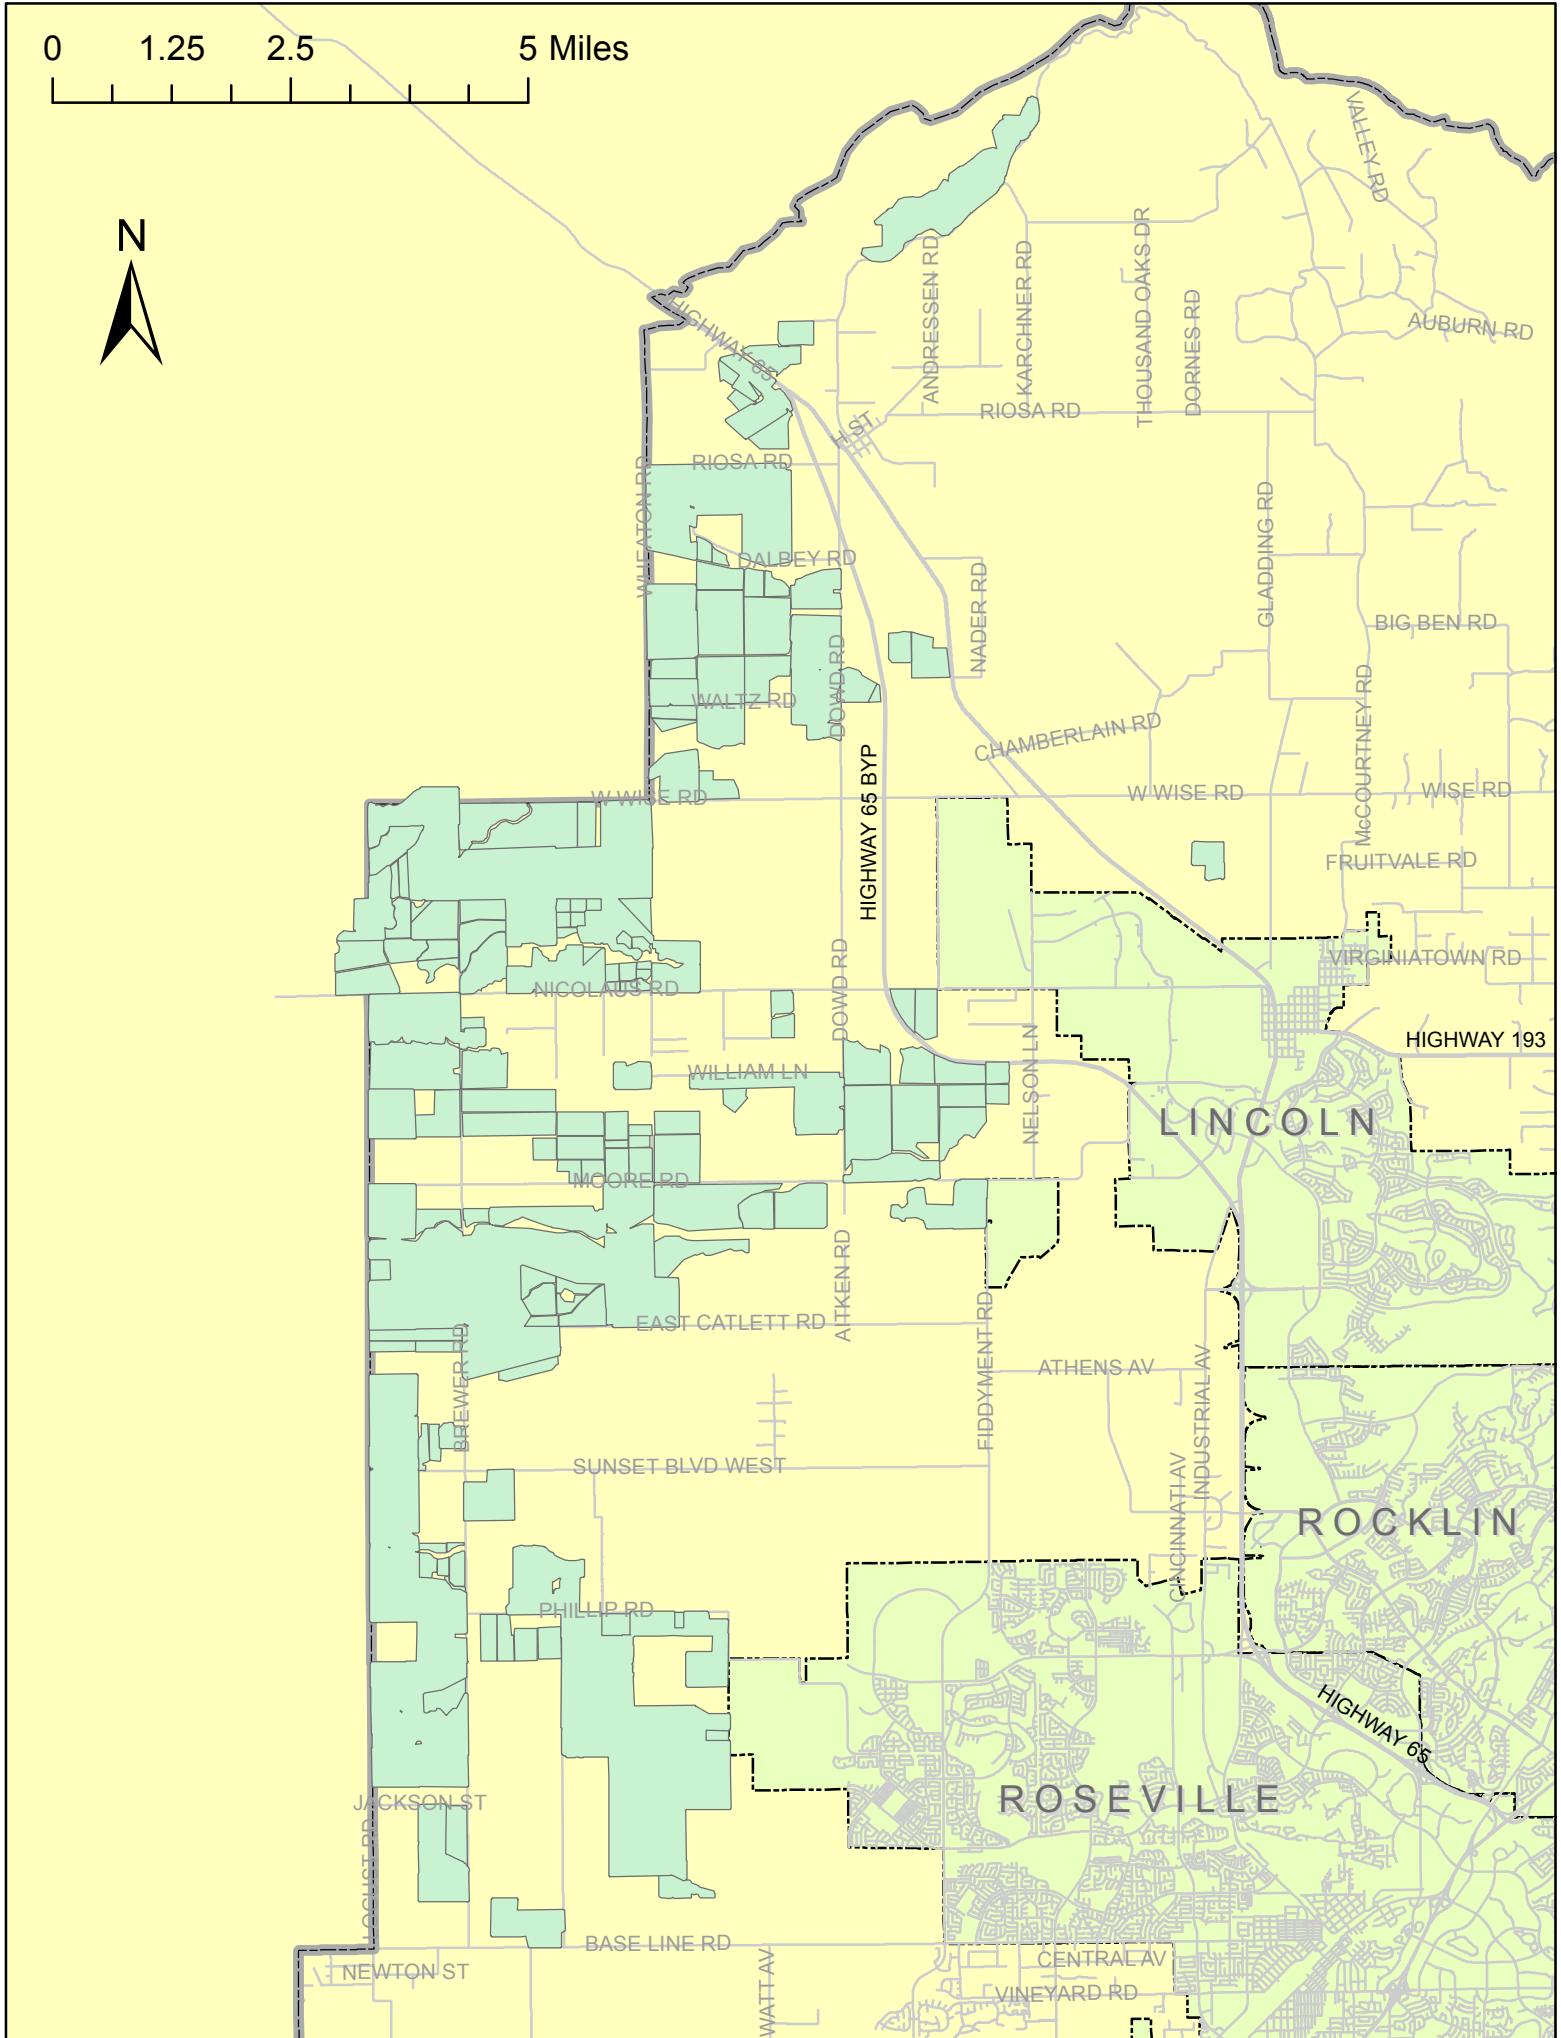 0 1.25 2.5 5 Miles
N
VALLEY RD
HIGHWAY 65
ANDRESSEN RD
KARCHNER RD
THOUSAND OAKS DR
DORNES RD
AUBURN RD
RIOSA RD
H ST
RIOSA RD
WHEATON RD
DALBEY RD
NADER RD
GLADDING RD
BIG BEN RD
DOWD RD
WALTZ RD
McCOURTNEY RD
CHAMBERLAIN RD
HIGHWAY 65 BYP
W WISE RD
W WISE RD
WISE RD
FRUITVALE RD
VIRGINIATOWN RD
NICOLAUS RD
DOWD RD
HIGHWAY 193
WILLIAM LN
NELSON LN
LINCOLN
MOORE RD
AITKEN RD
EAST CATLETT RD
FIDDYMENT RD
BREWER RD
ATHENS AV
INDUSTRIAL AV
SUNSET BLVD WEST
CINCINNATI AV
ROCKLIN
PHILLIP RD
HIGHWAY 65
ROSEVILLE
JACKSON ST
LOCUST RD
BASE LINE RD
CENTRAL AV
NEWTON ST
WATT AV
VINEYARD RD